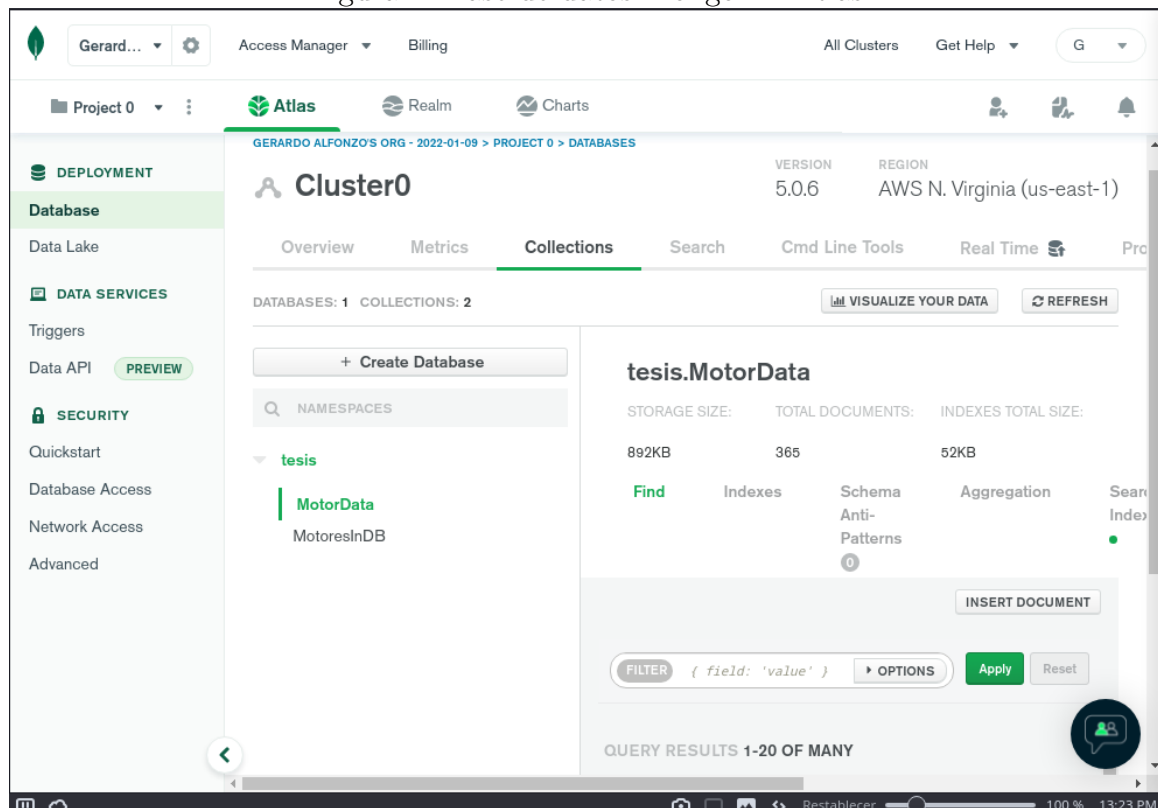 Gerard...
Access Manager
Billing
All Clusters
Get Help
G
Project 0
Atlas
Realm
Charts
GERARDO ALFONZO'S ORG - 2022-01-09 > PROJECT 0 > DATABASES
DEPLOYMENT
Database
Data Lake
DATA SERVICES
Triggers
Data API PREVIEW
SECURITY
Quickstart
Database Access
Network Access
Advanced
Cluster0
VERSION
5.0.6
REGION
AWS N. Virginia (us-east-1)
Overview
Metrics
Collections
Search
Cmd Line Tools
Real Time
Pro
DATABASES: 1 COLLECTIONS: 2
VISUALIZE YOUR DATA
REFRESH
+ Create Database
NAMESPACES
tesis
MotorData
MotoresInDB
tesis.MotorData
STORAGE SIZE:
892KB
TOTAL DOCUMENTS:
365
INDEXES TOTAL SIZE:
52KB
Find
Indexes
Schema
Anti-
Patterns
0
Aggregation
Sear
Index
INSERT DOCUMENT
FILTER { field: 'value' }
OPTIONS
Apply
Reset
QUERY RESULTS 1-20 OF MANY
Restablecer
100 %
13:23 PM